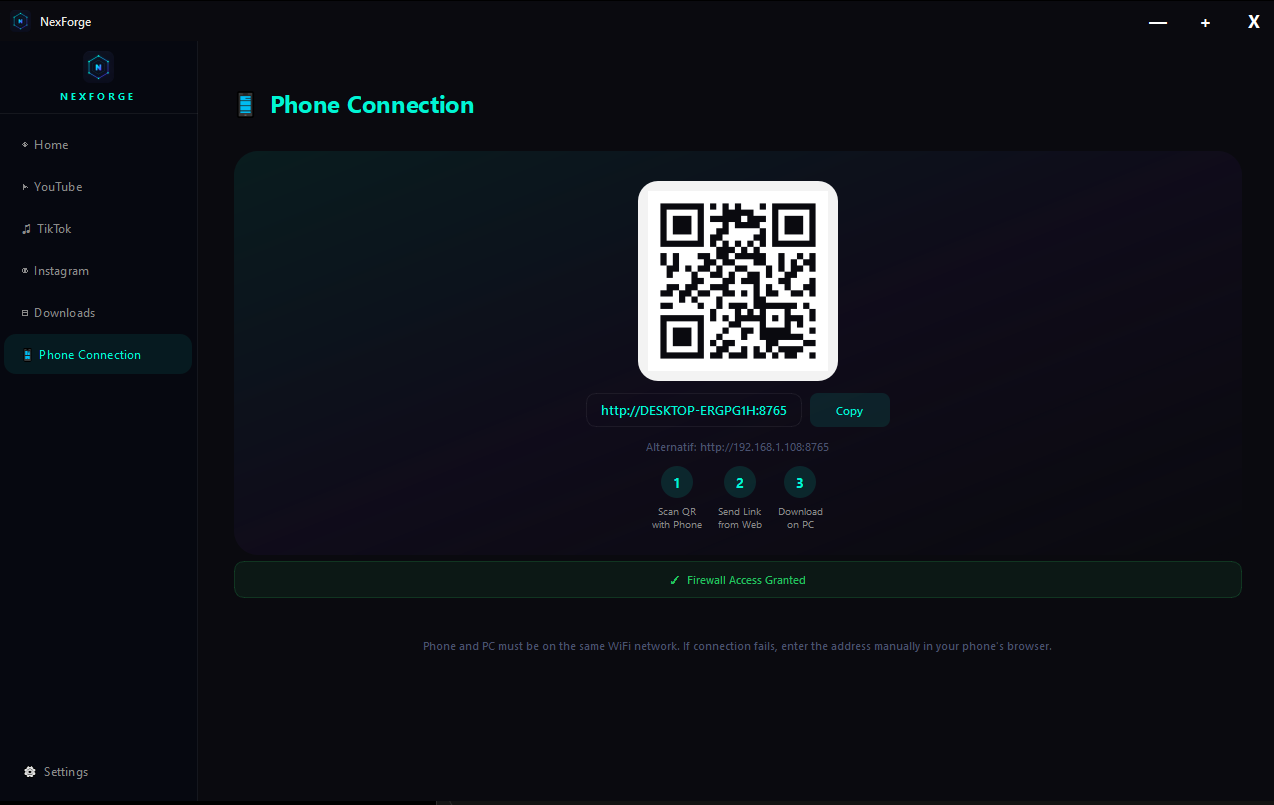 NexForge
— + X
NEXFORGE
Home
YouTube
TikTok
Instagram
Downloads
Phone Connection
Settings
Phone Connection
http://DESKTOP-ERGPG1H:8765
Copy
Alternatif: http://192.168.1.108:8765
1 2 3
Scan QR Send Link Download
with Phone from Web on PC
✓ Firewall Access Granted
Phone and PC must be on the same WiFi network. If connection fails, enter the address manually in your phone's browser.